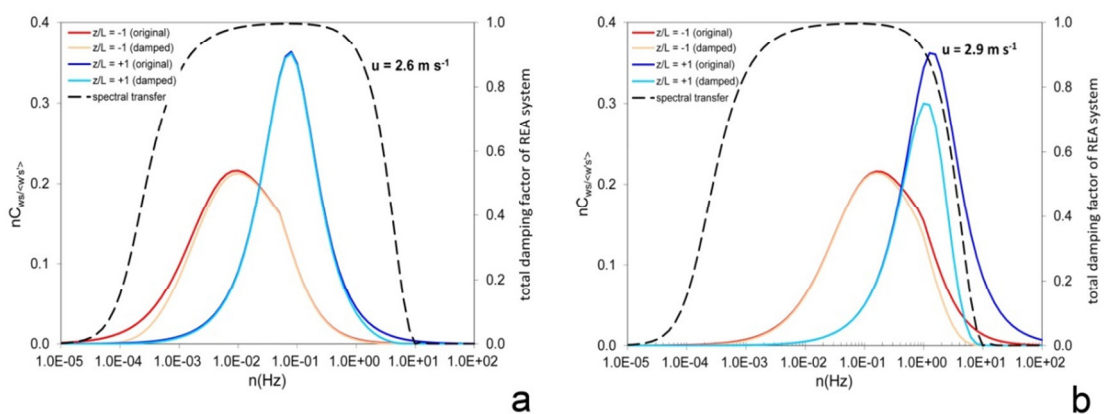 0.4
0.3
0.2
0.1
0.0
nCws/<w's'>
z/L = -1 (original)
z/L = -1 (damped)
z/L = +1 (original)
z/L = +1 (damped)
spectral transfer
u = 2.6 m s-1
1.0
0.8
0.6
0.4
0.2
0.0
total damping factor of REA system
1.0E-05 1.0E-04 1.0E-03 1.0E-02 1.0E-01 1.0E+00 1.0E+01 1.0E+02
n(Hz)
a
0.4
0.3
0.2
0.1
0.0
nCws/<w's'>
z/L = -1 (original)
z/L = -1 (damped)
z/L = +1 (original)
z/L = +1 (damped)
spectral transfer
u = 2.9 m s-1
1.0
0.8
0.6
0.4
0.2
0.0
total damping factor of REA system
1.0E-05 1.0E-04 1.0E-03 1.0E-02 1.0E-01 1.0E+00 1.0E+01 1.0E+02
n(Hz)
b